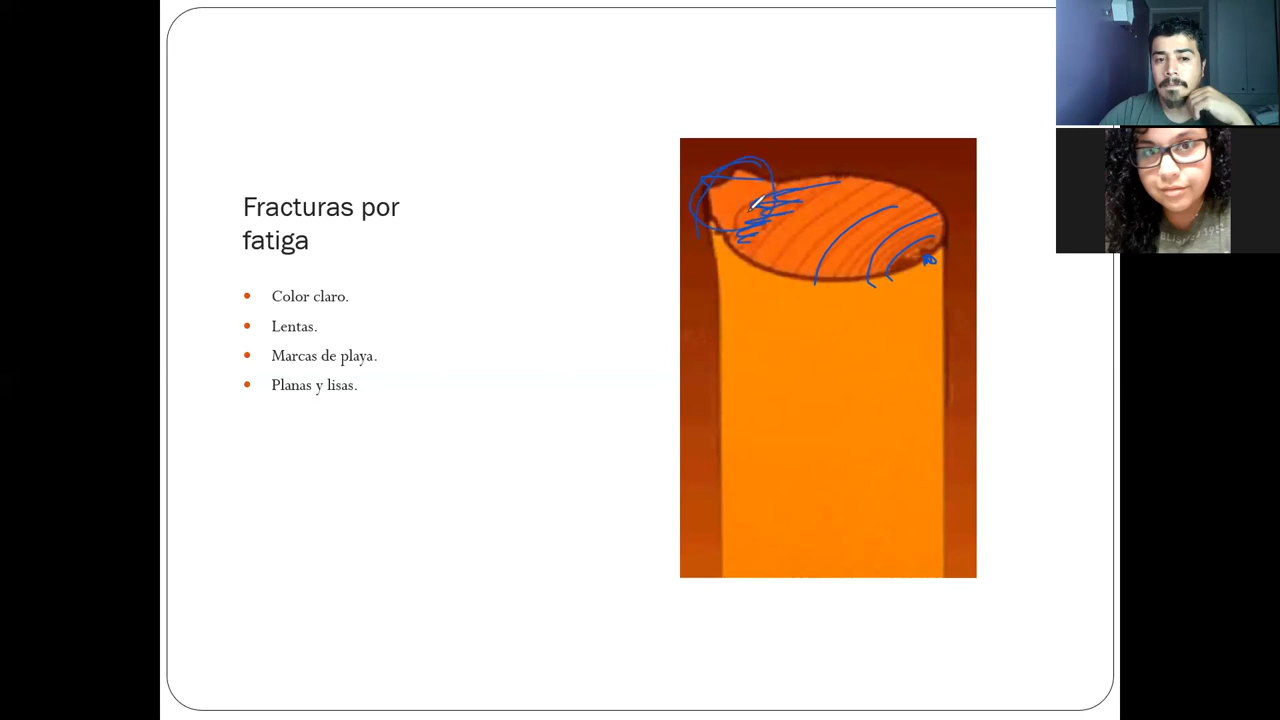 Fracturas por
fatiga
Color claro.
Lentas.
Marcas de playa.
Planas y lisas.